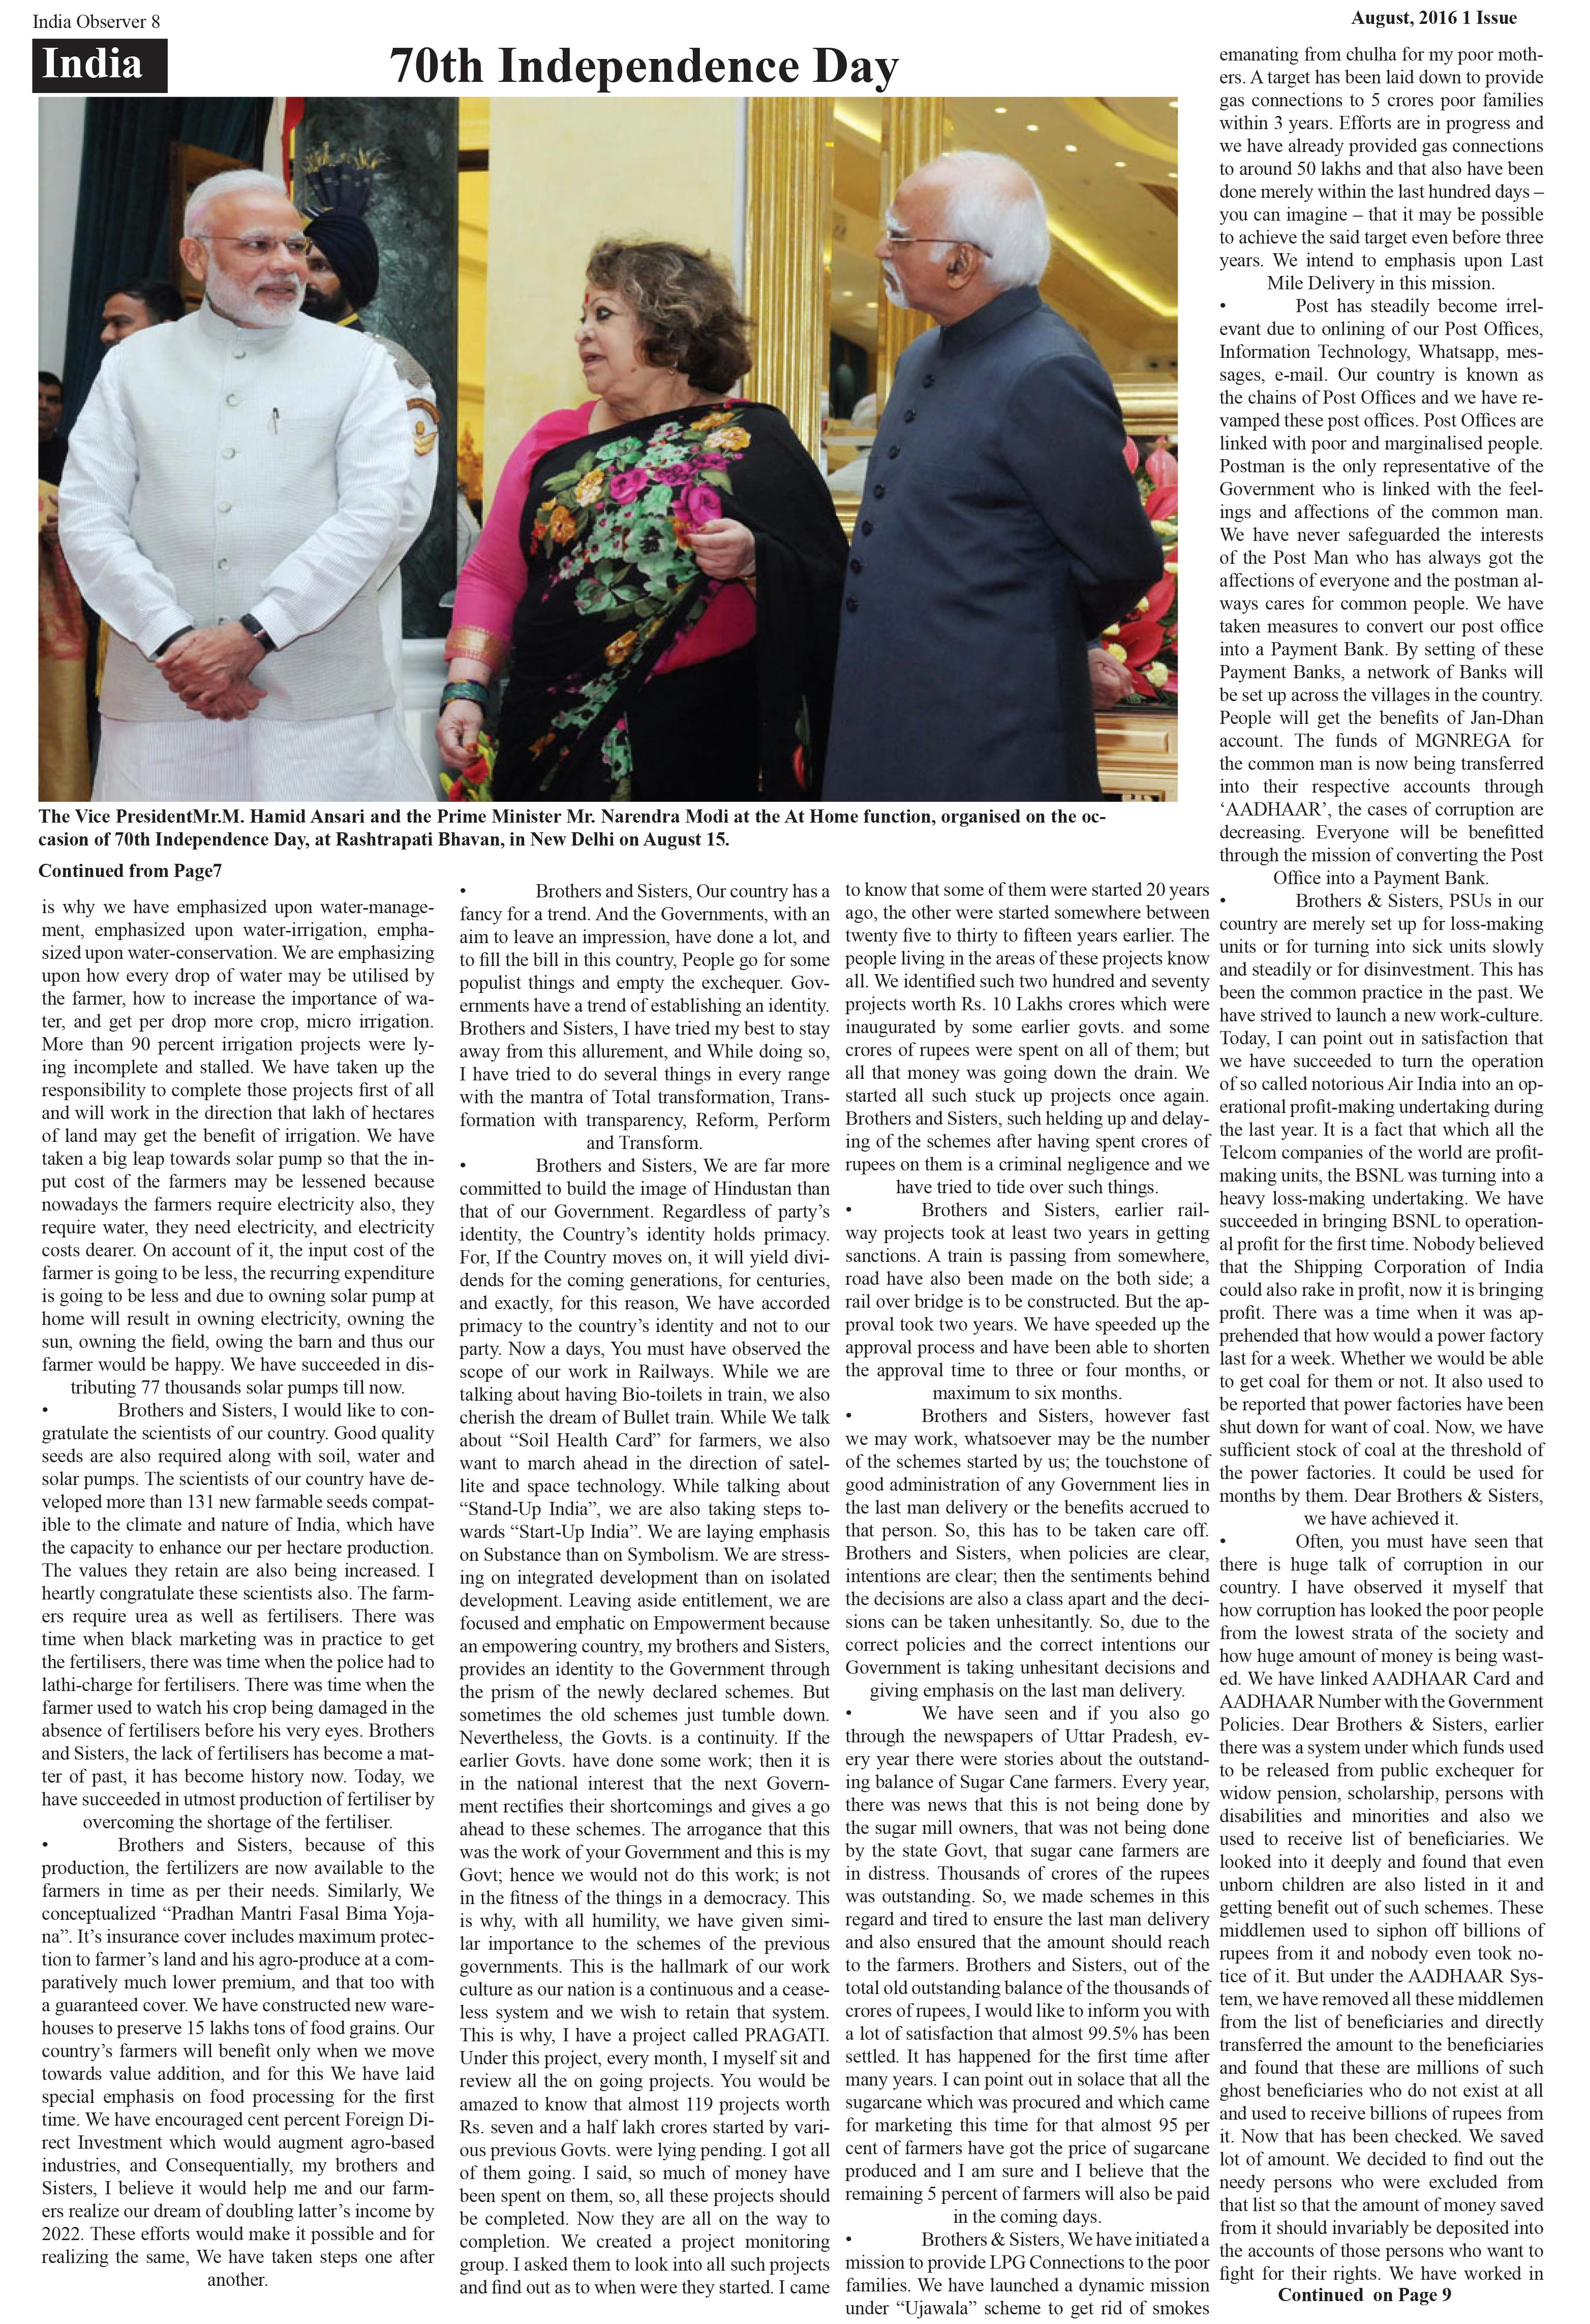 India Observer 8
August, 2016 1 Issue
India
70th Independence Day
The Vice PresidentMr.M. Hamid Ansari and the Prime Minister Mr. Narendra Modi at the At Home function, organised on the oc-
casion of 70th Independence Day, at Rashtrapati Bhavan, in New Delhi on August 15.
Continued from Page7
is why we have emphasized upon water-manage-
ment, emphasized upon water-irrigation, empha-
sized upon water-conservation. We are emphasizing
upon how every drop of water may be utilised by
the farmer, how to increase the importance of wa-
ter, and get per drop more crop, micro irrigation.
More than 90 percent irrigation projects were ly-
ing incomplete and stalled. We have taken up the
responsibility to complete those projects first of all
and will work in the direction that lakh of hectares
of land may get the benefit of irrigation. We have
taken a big leap towards solar pump so that the in-
put cost of the farmers may be lessened because
nowadays the farmers require electricity also, they
require water, they need electricity, and electricity
costs dearer. On account of it, the input cost of the
farmer is going to be less, the recurring expenditure
is going to be less and due to owning solar pump at
home will result in owning electricity, owning the
sun, owning the field, owing the barn and thus our
farmer would be happy. We have succeeded in dis-
tributing 77 thousands solar pumps till now.
• Brothers and Sisters, I would like to con-
gratulate the scientists of our country. Good quality
seeds are also required along with soil, water and
solar pumps. The scientists of our country have de-
veloped more than 131 new farmable seeds compat-
ible to the climate and nature of India, which have
the capacity to enhance our per hectare production.
The values they retain are also being increased. I
heartly congratulate these scientists also. The farm-
ers require urea as well as fertilisers. There was
time when black marketing was in practice to get
the fertilisers, there was time when the police had to
lathi-charge for fertilisers. There was time when the
farmer used to watch his crop being damaged in the
absence of fertilisers before his very eyes. Brothers
and Sisters, the lack of fertilisers has become a mat-
ter of past, it has become history now. Today, we
have succeeded in utmost production of fertiliser by
overcoming the shortage of the fertiliser.
• Brothers and Sisters, because of this
production, the fertilizers are now available to the
farmers in time as per their needs. Similarly, We
conceptualized “Pradhan Mantri Fasal Bima Yoja-
na”. It’s insurance cover includes maximum protec-
tion to farmer’s land and his agro-produce at a com-
paratively much lower premium, and that too with
a guaranteed cover. We have constructed new ware-
houses to preserve 15 lakhs tons of food grains. Our
country’s farmers will benefit only when we move
towards value addition, and for this We have laid
special emphasis on food processing for the first
time. We have encouraged cent percent Foreign Di-
rect Investment which would augment agro-based
industries, and Consequentially, my brothers and
Sisters, I believe it would help me and our farm-
ers realize our dream of doubling latter’s income by
2022. These efforts would make it possible and for
realizing the same, We have taken steps one after
another.
• Brothers and Sisters, Our country has a
fancy for a trend. And the Governments, with an
aim to leave an impression, have done a lot, and
to fill the bill in this country, People go for some
populist things and empty the exchequer. Gov-
ernments have a trend of establishing an identity.
Brothers and Sisters, I have tried my best to stay
away from this allurement, and While doing so,
I have tried to do several things in every range
with the mantra of Total transformation, Trans-
formation with transparency, Reform, Perform
and Transform.
• Brothers and Sisters, We are far more
committed to build the image of Hindustan than
that of our Government. Regardless of party’s
identity, the Country’s identity holds primacy.
For, If the Country moves on, it will yield divi-
dends for the coming generations, for centuries,
and exactly, for this reason, We have accorded
primacy to the country’s identity and not to our
party. Now a days, You must have observed the
scope of our work in Railways. While we are
talking about having Bio-toilets in train, we also
cherish the dream of Bullet train. While We talk
about “Soil Health Card” for farmers, we also
want to march ahead in the direction of satel-
lite and space technology. While talking about
“Stand-Up India”, we are also taking steps to-
wards “Start-Up India”. We are laying emphasis
on Substance than on Symbolism. We are stress-
ing on integrated development than on isolated
development. Leaving aside entitlement, we are
focused and emphatic on Empowerment because
an empowering country, my brothers and Sisters,
provides an identity to the Government through
the prism of the newly declared schemes. But
sometimes the old schemes just tumble down.
Nevertheless, the Govts. is a continuity. If the
earlier Govts. have done some work; then it is
in the national interest that the next Govern-
ment rectifies their shortcomings and gives a go
ahead to these schemes. The arrogance that this
was the work of your Government and this is my
Govt; hence we would not do this work; is not
in the fitness of the things in a democracy. This
is why, with all humility, we have given simi-
lar importance to the schemes of the previous
governments. This is the hallmark of our work
culture as our nation is a continuous and a cease-
less system and we wish to retain that system.
This is why, I have a project called PRAGATI.
Under this project, every month, I myself sit and
review all the on going projects. You would be
amazed to know that almost 119 projects worth
Rs. seven and a half lakh crores started by vari-
ous previous Govts. were lying pending. I got all
of them going. I said, so much of money have
been spent on them, so, all these projects should
be completed. Now they are all on the way to
completion. We created a project monitoring
group. I asked them to look into all such projects
and find out as to when were they started. I came
to know that some of them were started 20 years
ago, the other were started somewhere between
twenty five to thirty to fifteen years earlier. The
people living in the areas of these projects know
all. We identified such two hundred and seventy
projects worth Rs. 10 Lakhs crores which were
inaugurated by some earlier govts. and some
crores of rupees were spent on all of them; but
all that money was going down the drain. We
started all such stuck up projects once again.
Brothers and Sisters, such helding up and delay-
ing of the schemes after having spent crores of
rupees on them is a criminal negligence and we
have tried to tide over such things.
• Brothers and Sisters, earlier rail-
way projects took at least two years in getting
sanctions. A train is passing from somewhere,
road have also been made on the both side; a
rail over bridge is to be constructed. But the ap-
proval took two years. We have speeded up the
approval process and have been able to shorten
the approval time to three or four months, or
maximum to six months.
• Brothers and Sisters, however fast
we may work, whatsoever may be the number
of the schemes started by us; the touchstone of
good administration of any Government lies in
the last man delivery or the benefits accrued to
that person. So, this has to be taken care off.
Brothers and Sisters, when policies are clear,
intentions are clear; then the sentiments behind
the decisions are also a class apart and the deci-
sions can be taken unhesitantly. So, due to the
correct policies and the correct intentions our
Government is taking unhesitant decisions and
giving emphasis on the last man delivery.
• We have seen and if you also go
through the newspapers of Uttar Pradesh, ev-
ery year there were stories about the outstand-
ing balance of Sugar Cane farmers. Every year,
there was news that this is not being done by
the sugar mill owners, that was not being done
by the state Govt, that sugar cane farmers are
in distress. Thousands of crores of the rupees
was outstanding. So, we made schemes in this
regard and tired to ensure the last man delivery
and also ensured that the amount should reach
to the farmers. Brothers and Sisters, out of the
total old outstanding balance of the thousands of
crores of rupees, I would like to inform you with
a lot of satisfaction that almost 99.5% has been
settled. It has happened for the first time after
many years. I can point out in solace that all the
sugarcane which was procured and which came
for marketing this time for that almost 95 per
cent of farmers have got the price of sugarcane
produced and I am sure and I believe that the
remaining 5 percent of farmers will also be paid
in the coming days.
• Brothers & Sisters, We have initiated a
mission to provide LPG Connections to the poor
families. We have launched a dynamic mission
under “Ujawala” scheme to get rid of smokes
emanating from chulha for my poor moth-
ers. A target has been laid down to provide
gas connections to 5 crores poor families
within 3 years. Efforts are in progress and
we have already provided gas connections
to around 50 lakhs and that also have been
done merely within the last hundred days –
you can imagine – that it may be possible
to achieve the said target even before three
years. We intend to emphasis upon Last
Mile Delivery in this mission.
• Post has steadily become irrel-
evant due to onlining of our Post Offices,
Information Technology, Whatsapp, mes-
sages, e-mail. Our country is known as
the chains of Post Offices and we have re-
vamped these post offices. Post Offices are
linked with poor and marginalised people.
Postman is the only representative of the
Government who is linked with the feel-
ings and affections of the common man.
We have never safeguarded the interests
of the Post Man who has always got the
affections of everyone and the postman al-
ways cares for common people. We have
taken measures to convert our post office
into a Payment Bank. By setting of these
Payment Banks, a network of Banks will
be set up across the villages in the country.
People will get the benefits of Jan-Dhan
account. The funds of MGNREGA for
the common man is now being transferred
into their respective accounts through
‘AADHAAR’, the cases of corruption are
decreasing. Everyone will be benefitted
through the mission of converting the Post
Office into a Payment Bank.
• Brothers & Sisters, PSUs in our
country are merely set up for loss-making
units or for turning into sick units slowly
and steadily or for disinvestment. This has
been the common practice in the past. We
have strived to launch a new work-culture.
Today, I can point out in satisfaction that
we have succeeded to turn the operation
of so called notorious Air India into an op-
erational profit-making undertaking during
the last year. It is a fact that which all the
Telcom companies of the world are profit-
making units, the BSNL was turning into a
heavy loss-making undertaking. We have
succeeded in bringing BSNL to operation-
al profit for the first time. Nobody believed
that the Shipping Corporation of India
could also rake in profit, now it is bringing
profit. There was a time when it was ap-
prehended that how would a power factory
last for a week. Whether we would be able
to get coal for them or not. It also used to
be reported that power factories have been
shut down for want of coal. Now, we have
sufficient stock of coal at the threshold of
the power factories. It could be used for
months by them. Dear Brothers & Sisters,
we have achieved it.
• Often, you must have seen that
there is huge talk of corruption in our
country. I have observed it myself that
how corruption has looked the poor people
from the lowest strata of the society and
how huge amount of money is being wast-
ed. We have linked AADHAAR Card and
AADHAAR Number with the Government
Policies. Dear Brothers & Sisters, earlier
there was a system under which funds used
to be released from public exchequer for
widow pension, scholarship, persons with
disabilities and minorities and also we
used to receive list of beneficiaries. We
looked into it deeply and found that even
unborn children are also listed in it and
getting benefit out of such schemes. These
middlemen used to siphon off billions of
rupees from it and nobody even took no-
tice of it. But under the AADHAAR Sys-
tem, we have removed all these middlemen
from the list of beneficiaries and directly
transferred the amount to the beneficiaries
and found that these are millions of such
ghost beneficiaries who do not exist at all
and used to receive billions of rupees from
it. Now that has been checked. We saved
lot of amount. We decided to find out the
needy persons who were excluded from
that list so that the amount of money saved
from it should invariably be deposited into
the accounts of those persons who want to
fight for their rights. We have worked in
Continued on Page 9